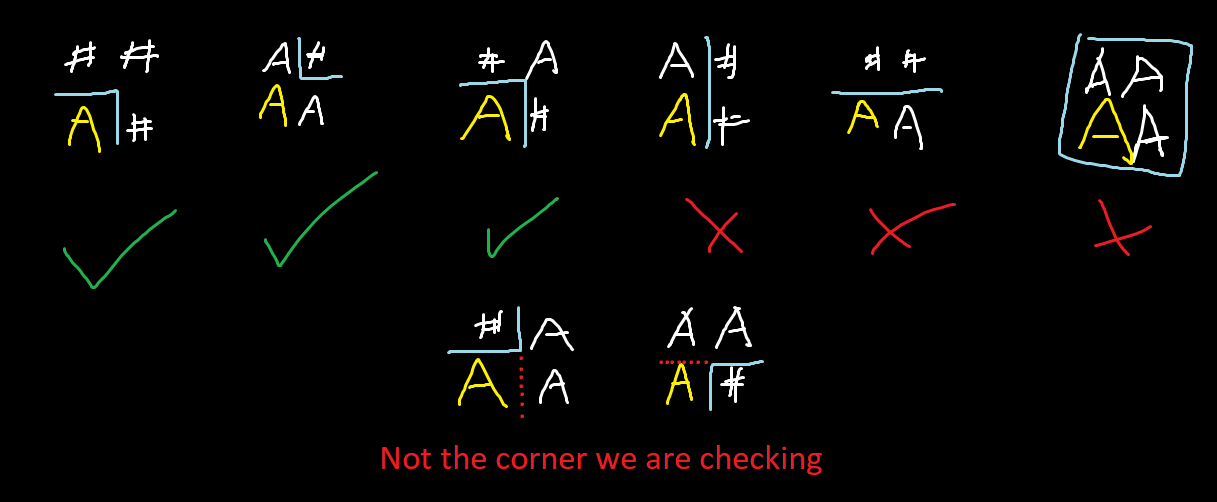 # # A # # A A # # # A A
A # A A A # A # A A A A
# A A A
A A A #
Not the corner we are checking